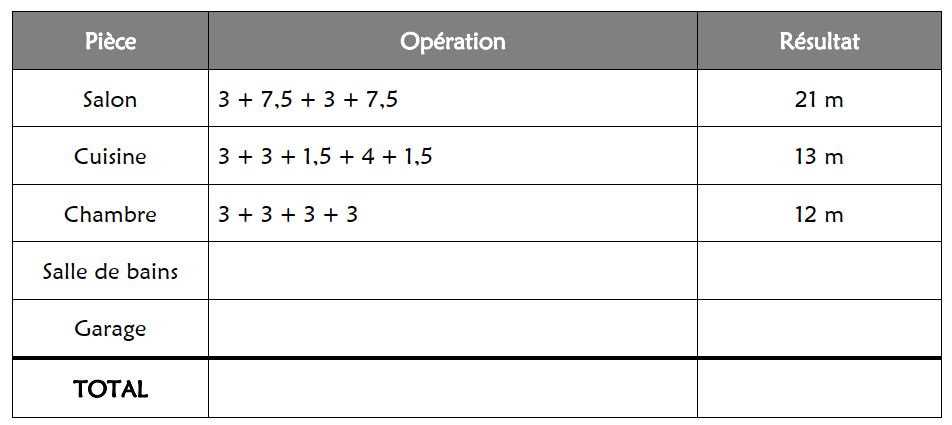 Pièce Opération Résultat
Salon 3 + 7,5 + 3 + 7,5 21 m
Cuisine 3 + 3 + 1,5 + 4 + 1,5 13 m
Chambre 3 + 3 + 3 + 3 12 m
Salle de bains
Garage
TOTAL